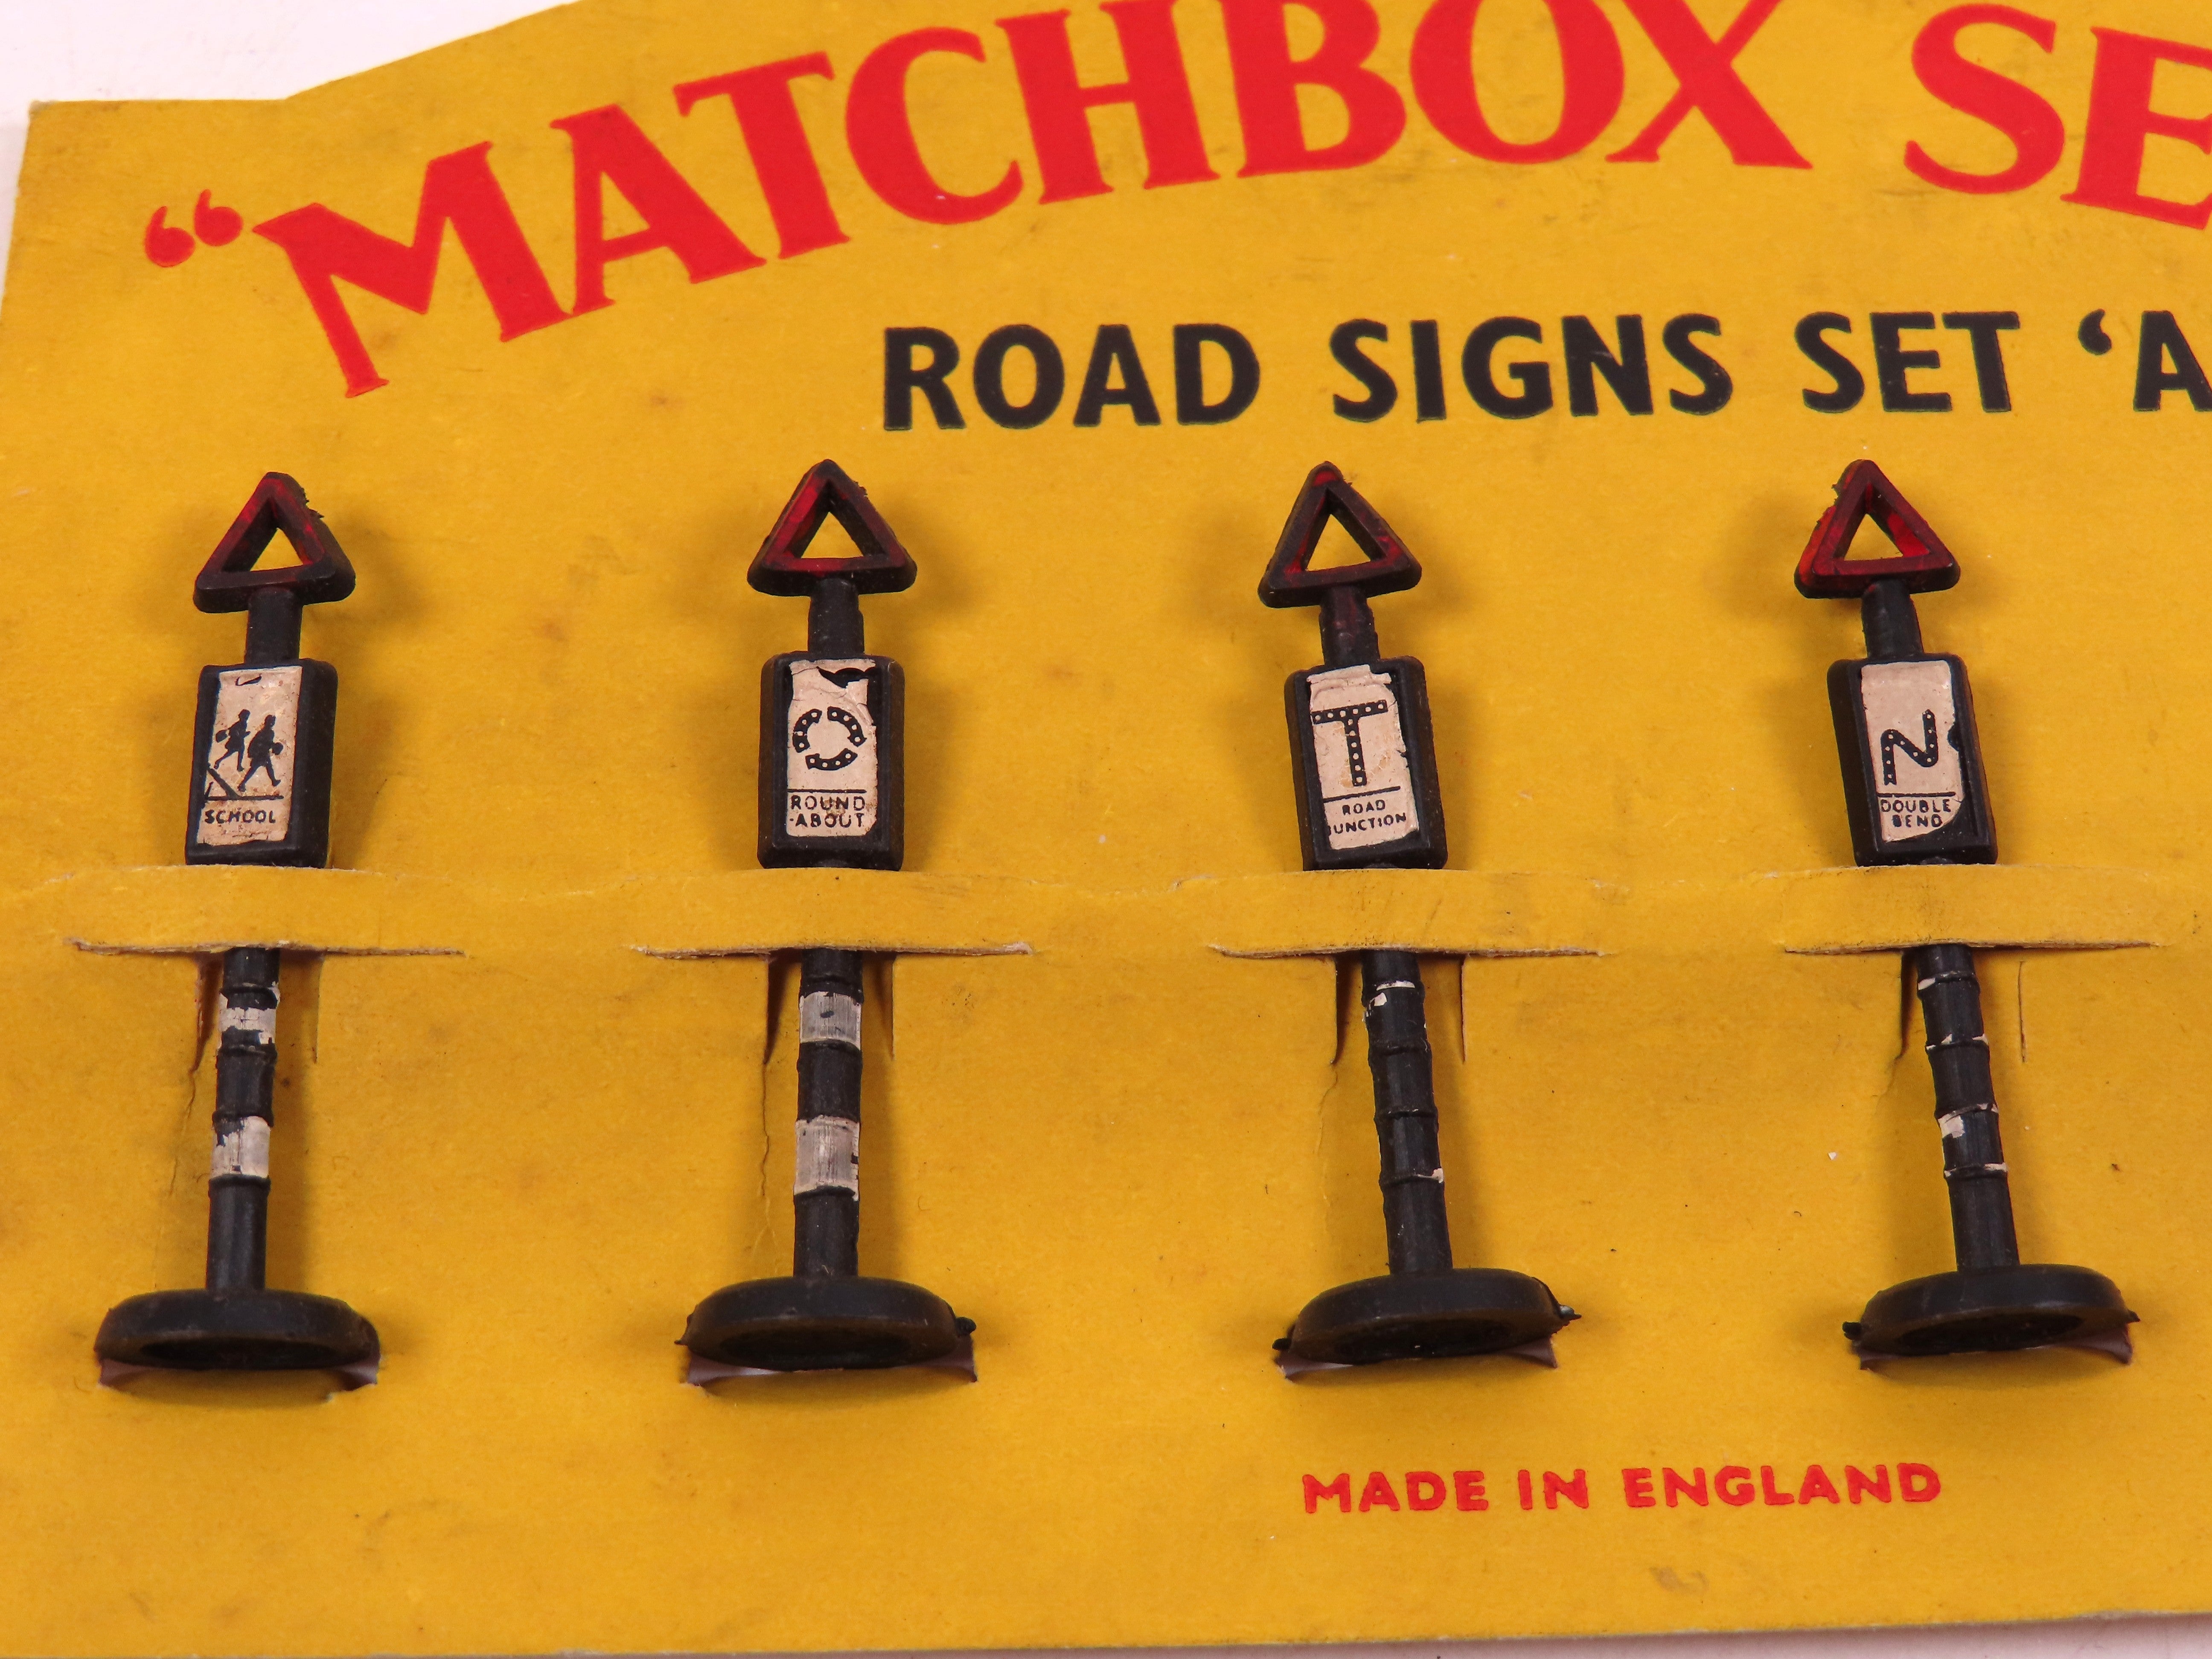 “MATCHBOX SE
ROAD SIGNS SET ‘A
SCHOOL
ROUND
-ABOUT
ROAD
JUNCTION
DOUBLE
BEND
MADE IN ENGLAND